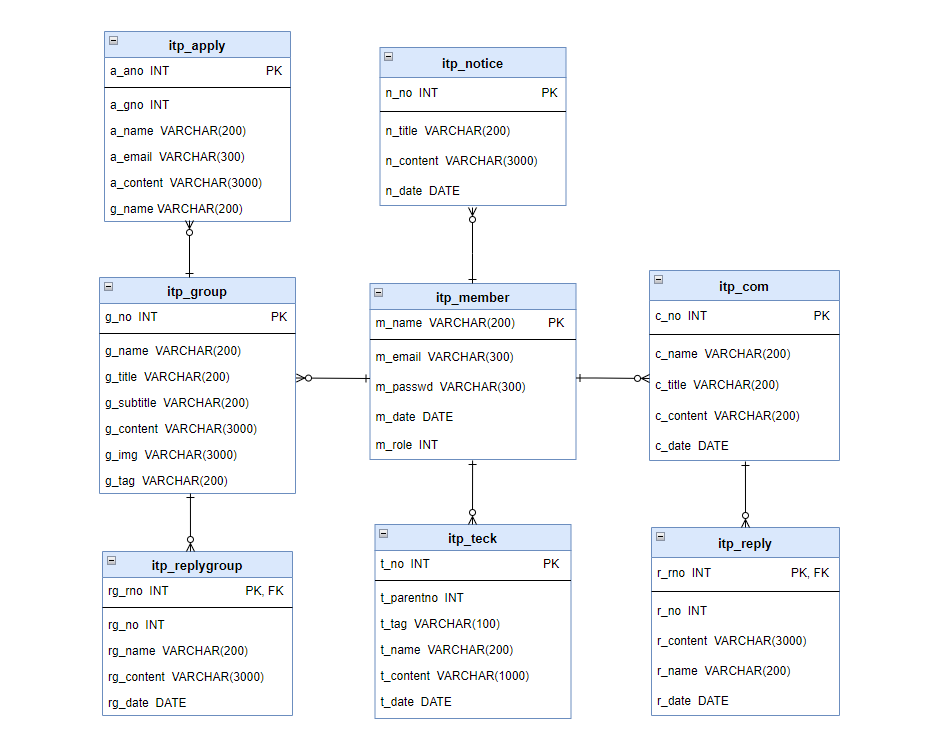 itp_apply
a_ano INT PK
a_gno INT
a_name VARCHAR(200)
a_email VARCHAR(300)
a_content VARCHAR(3000)
g_name VARCHAR(200)
itp_notice
n_no INT PK
n_title VARCHAR(200)
n_content VARCHAR(3000)
n_date DATE
itp_group
g_no INT PK
g_name VARCHAR(200)
g_title VARCHAR(200)
g_subtitle VARCHAR(200)
g_content VARCHAR(3000)
g_img VARCHAR(3000)
g_tag VARCHAR(200)
itp_member
m_name VARCHAR(200) PK
m_email VARCHAR(300)
m_passwd VARCHAR(300)
m_date DATE
m_role INT
itp_com
c_no INT PK
c_name VARCHAR(200)
c_title VARCHAR(200)
c_content VARCHAR(200)
c_date DATE
itp_replygroup
rg_rno INT PK, FK
rg_no INT
rg_name VARCHAR(200)
rg_content VARCHAR(3000)
rg_date DATE
itp_teck
t_no INT PK
t_parentno INT
t_tag VARCHAR(100)
t_name VARCHAR(200)
t_content VARCHAR(1000)
t_date DATE
itp_reply
r_rno INT PK, FK
r_no INT
r_content VARCHAR(3000)
r_name VARCHAR(200)
r_date DATE